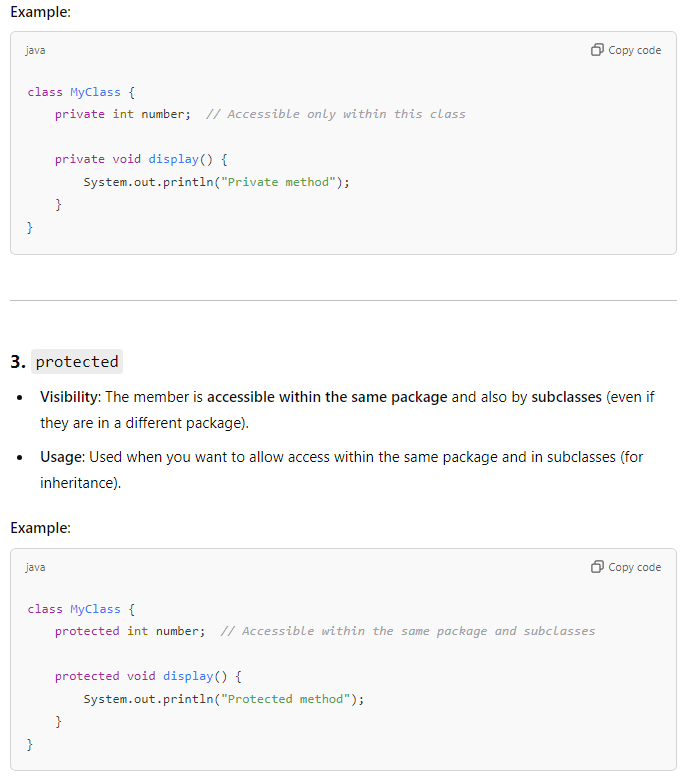 Example:
java
Copy code
class MyClass {
    private int number;  // Accessible only within this class
    private void display() {
        System.out.println("Private method");
    }
}
3. protected
• Visibility: The member is accessible within the same package and also by subclasses (even if
they are in a different package).
• Usage: Used when you want to allow access within the same package and in subclasses (for
inheritance).
Example:
java
Copy code
class MyClass {
    protected int number;  // Accessible within the same package and subclasses
    protected void display() {
        System.out.println("Protected method");
    }
}